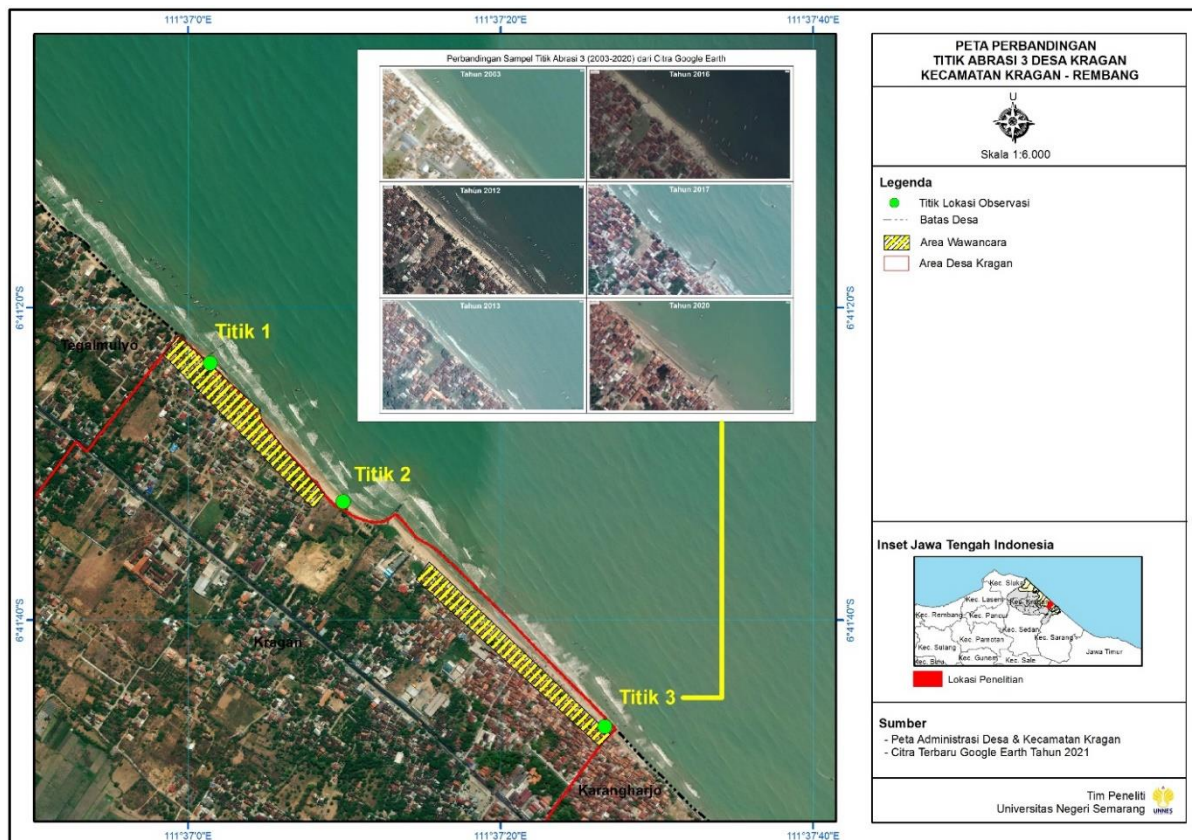 111°37'0"E
111°37'20"E
111°37'40"E
6°41'20"S
6°41'40"S
6°41'20"S
6°41'40"S
111°37'0"E
111°37'20"E
111°37'40"E
Perbandingan Sampel Titik Abrasi 3 (2003-2020) dari Citra Google Earth
Tahun 2003
Tahun 2016
Tahun 2012
Tahun 2017
Tahun 2013
Tahun 2020
Tegalmulyo
Titik 1
Titik 2
Kragan
Titik 3
Karangharjo
PETA PERBANDINGAN
TITIK ABRASI 3 DESA KRAGAN
KECAMATAN KRAGAN - REMBANG
U
Skala 1:6.000
Legenda
Titik Lokasi Observasi
Batas Desa
Area Wawancara
Area Desa Kragan
Inset Jawa Tengah Indonesia
Kec. Sluke
Kec. Lasem
Kec. Kragan
Kec. Rembang
Kec. Pancur
Kec. Sedan
Kec. Sarang
Kec. Pamotan
Kec. Sulang
Jawa Timur
Kec. Gunem
Kec. Sale
Lokasi Penelitian
Sumber
- Peta Administrasi Desa & Kecamatan Kragan
- Citra Terbaru Google Earth Tahun 2021
Tim Peneliti
Universitas Negeri Semarang
UNNES